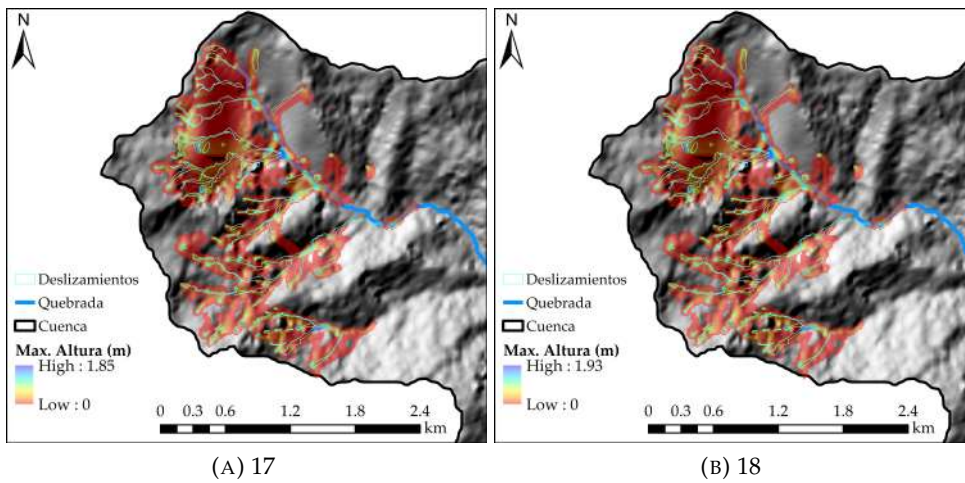 N
Deslizamientos
Quebrada
Cuenca
Max. Altura (m)
High : 1.85
Low : 0
0 0.3 0.6 1.2 1.8 2.4
km
(A) 17
N
Deslizamientos
Quebrada
Cuenca
Max. Altura (m)
High : 1.93
Low : 0
0 0.3 0.6 1.2 1.8 2.4
km
(B) 18